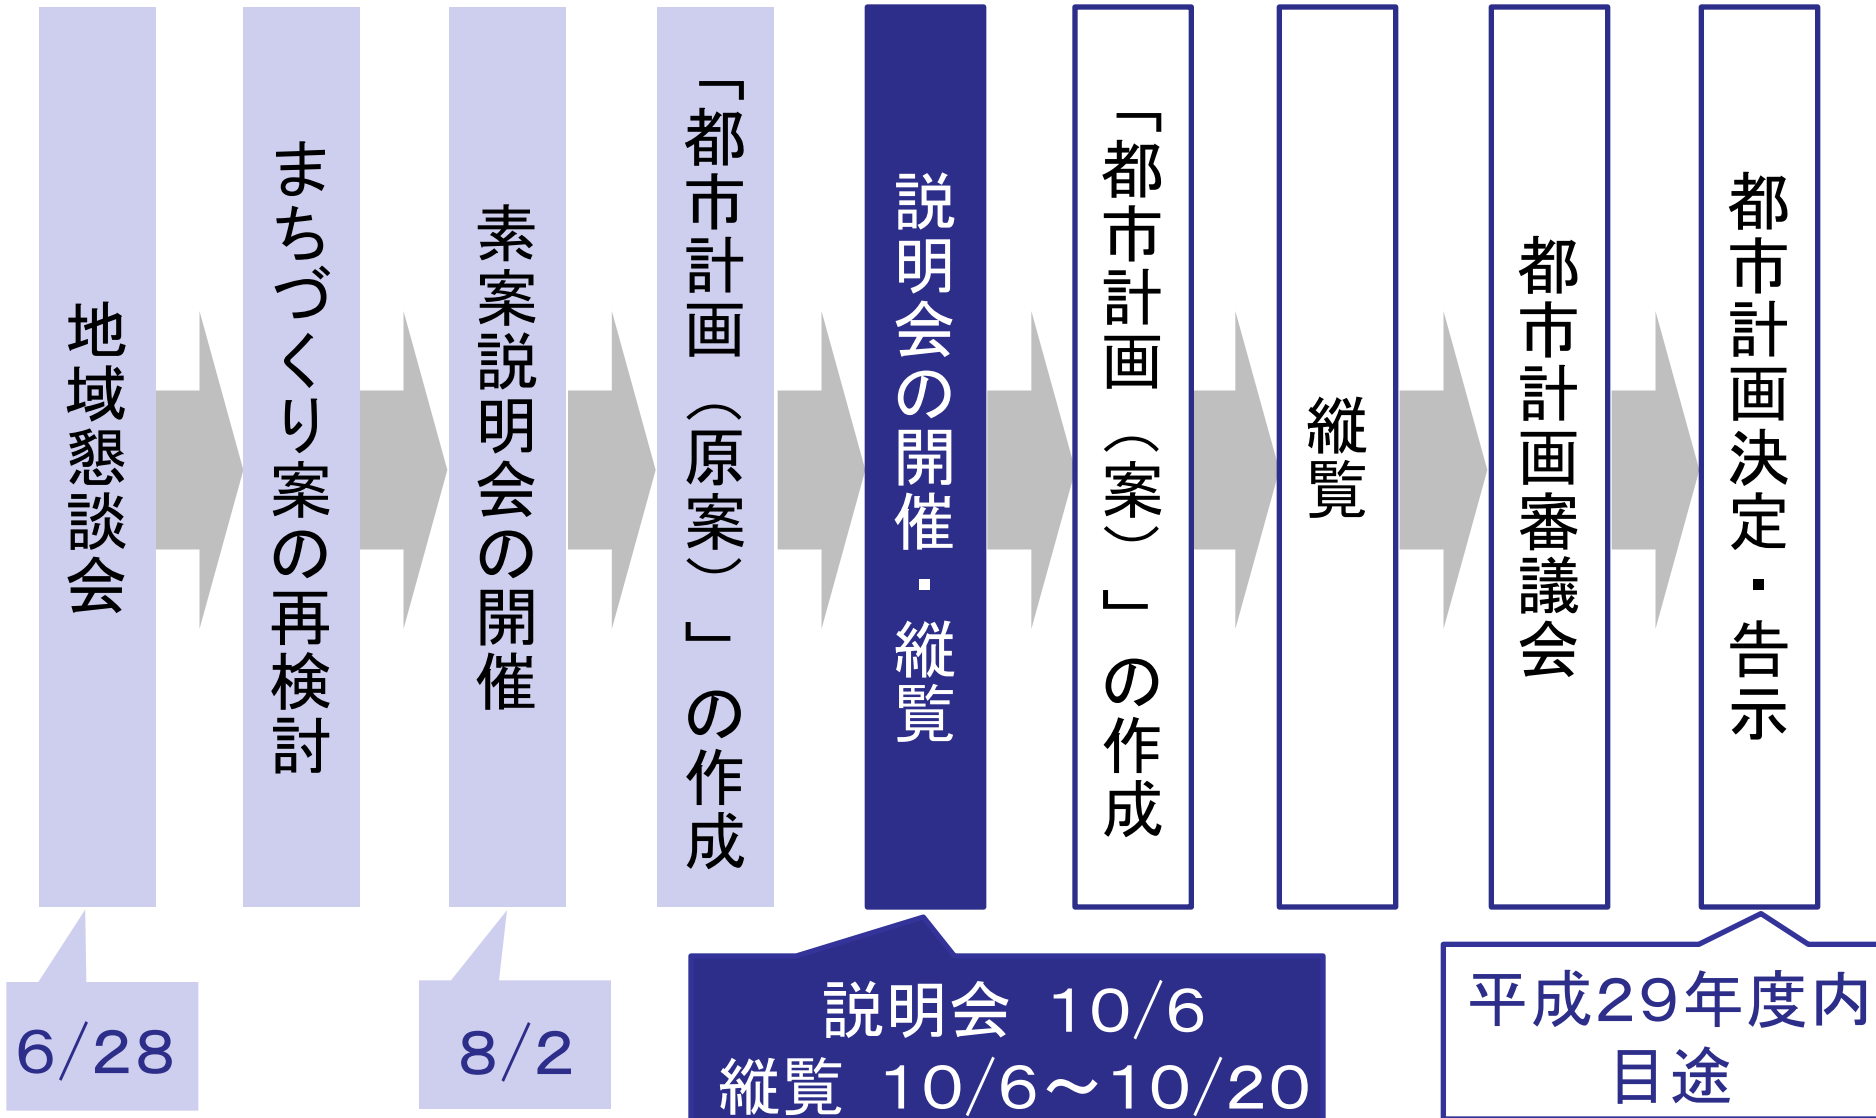 地域懇談会
まちづくり案の再検討
素案説明会の開催
「都市計画（原案）」の作成
説明会の開催・縦覧
「都市計画（案）」の作成
縦覧
都市計画審議会
都市計画決定・告示
6/28
8/2
説明会 10/6
縦覧 10/6～10/20
平成29年度内
目途